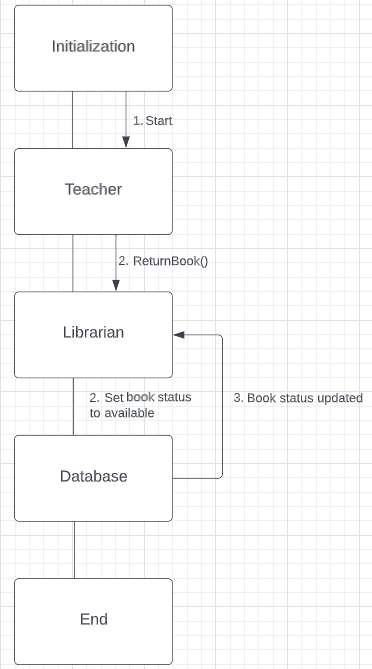 Initialization
1. Start
Teacher
2. ReturnBook()
Librarian
2. Set book status
to available
3. Book status updated
Database
End